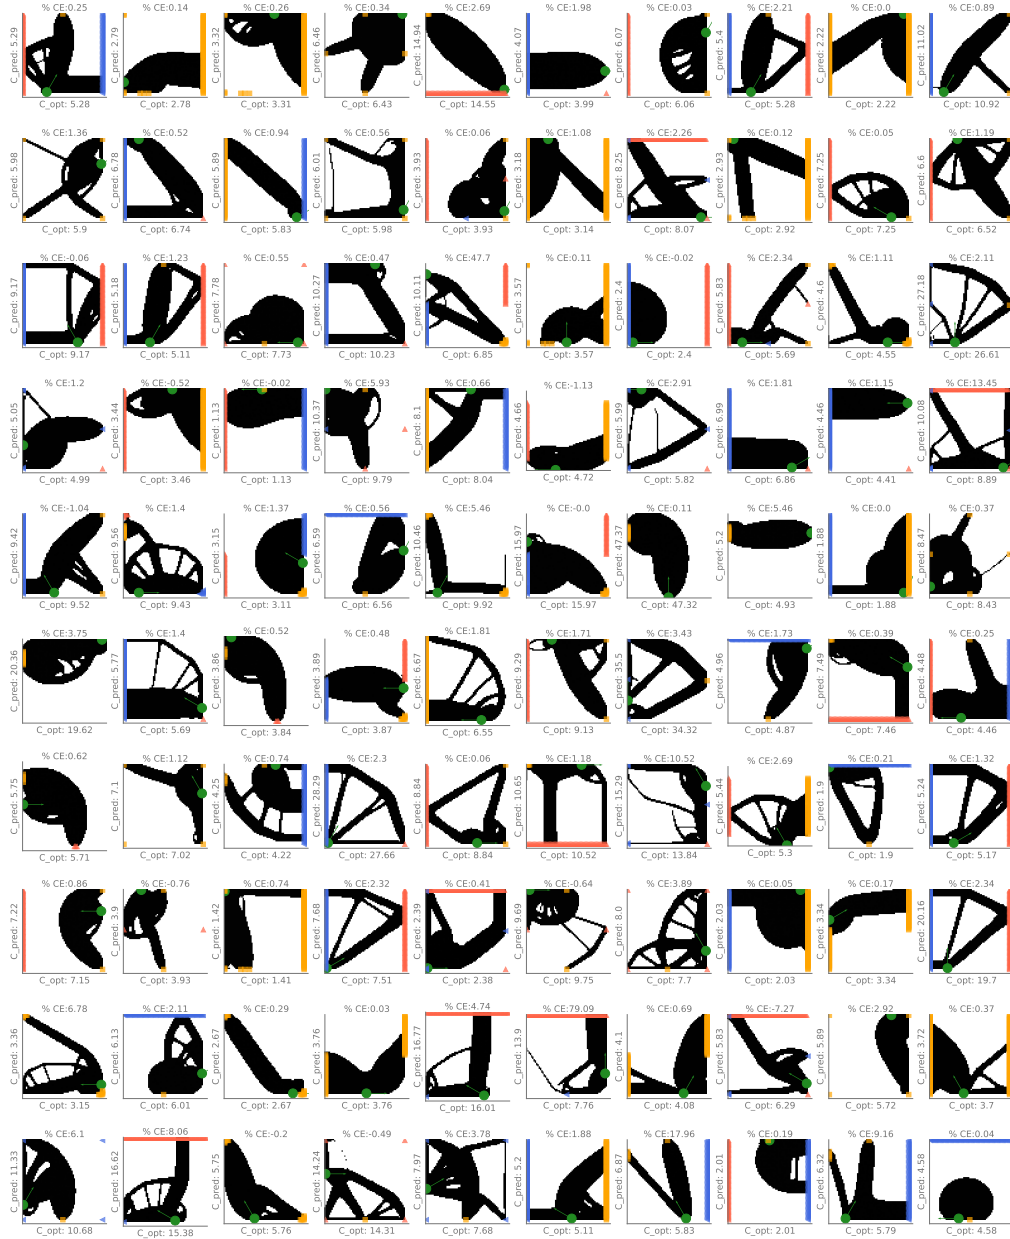 % CE:0.25 % CE:0.14 % CE:0.26 % CE:0.34 % CE:2.69 % CE:1.98 % CE:0.03 % CE:2.21 % CE:0.0 % CE:0.89
C_pred: 5.29 C_pred: 2.79 C_pred: 3.32 C_pred: 6.46 C_pred: 14.94 C_pred: 4.07 C_pred: 6.07 C_pred: 5.4 C_pred: 2.22 C_pred: 11.02
C_opt: 5.28 C_opt: 2.78 C_opt: 3.31 C_opt: 6.43 C_opt: 14.55 C_opt: 3.99 C_opt: 6.06 C_opt: 5.28 C_opt: 2.22 C_opt: 10.92
% CE:1.36 % CE:0.52 % CE:0.94 % CE:0.56 % CE:0.06 % CE:1.08 % CE:2.26 % CE:0.12 % CE:0.05 % CE:1.19
C_pred: 5.98 C_pred: 6.78 C_pred: 5.89 C_pred: 6.01 C_pred: 3.93 C_pred: 3.18 C_pred: 8.25 C_pred: 2.93 C_pred: 7.25 C_pred: 6.6
C_opt: 5.9 C_opt: 6.74 C_opt: 5.83 C_opt: 5.98 C_opt: 3.93 C_opt: 3.14 C_opt: 8.07 C_opt: 2.92 C_opt: 7.25 C_opt: 6.52
% CE:-0.06 % CE:1.23 % CE:0.55 % CE:0.47 % CE:47.7 % CE:0.11 % CE:-0.02 % CE:2.34 % CE:1.11 % CE:2.11
C_pred: 9.17 C_pred: 5.18 C_pred: 7.78 C_pred: 10.27 C_pred: 10.11 C_pred: 3.57 C_pred: 2.4 C_pred: 5.83 C_pred: 4.6 C_pred: 27.18
C_opt: 9.17 C_opt: 5.11 C_opt: 7.73 C_opt: 10.23 C_opt: 6.85 C_opt: 3.57 C_opt: 2.4 C_opt: 5.69 C_opt: 4.55 C_opt: 26.61
% CE:1.2 % CE:-0.52 % CE:-0.02 % CE:5.93 % CE:0.66 % CE:-1.13 % CE:2.91 % CE:1.81 % CE:1.15 % CE:13.45
C_pred: 5.05 C_pred: 3.44 C_pred: 1.13 C_pred: 10.37 C_pred: 8.1 C_pred: 4.66 C_pred: 5.99 C_pred: 6.99 C_pred: 4.46 C_pred: 10.08
C_opt: 4.99 C_opt: 3.46 C_opt: 1.13 C_opt: 9.79 C_opt: 8.04 C_opt: 4.72 C_opt: 5.82 C_opt: 6.86 C_opt: 4.41 C_opt: 8.89
% CE:-1.04 % CE:1.4 % CE:1.37 % CE:0.56 % CE:5.46 % CE:-0.0 % CE:0.11 % CE:5.46 % CE:0.0 % CE:0.37
C_pred: 9.42 C_pred: 9.56 C_pred: 3.15 C_pred: 6.59 C_pred: 10.46 C_pred: 15.97 C_pred: 47.37 C_pred: 5.2 C_pred: 1.88 C_pred: 8.47
C_opt: 9.52 C_opt: 9.43 C_opt: 3.11 C_opt: 6.56 C_opt: 9.92 C_opt: 15.97 C_opt: 47.32 C_opt: 4.93 C_opt: 1.88 C_opt: 8.43
% CE:3.75 % CE:1.4 % CE:0.52 % CE:0.48 % CE:1.81 % CE:1.71 % CE:3.43 % CE:1.73 % CE:0.39 % CE:0.25
C_pred: 20.36 C_pred: 5.77 C_pred: 3.86 C_pred: 3.89 C_pred: 6.67 C_pred: 9.29 C_pred: 35.5 C_pred: 4.96 C_pred: 7.49 C_pred: 4.48
C_opt: 19.62 C_opt: 5.69 C_opt: 3.84 C_opt: 3.87 C_opt: 6.55 C_opt: 9.13 C_opt: 34.32 C_opt: 4.87 C_opt: 7.46 C_opt: 4.46
% CE:0.62 % CE:1.12 % CE:0.74 % CE:2.3 % CE:0.06 % CE:1.18 % CE:10.52 % CE:2.69 % CE:0.21 % CE:1.32
C_pred: 5.75 C_pred: 7.1 C_pred: 4.25 C_pred: 28.29 C_pred: 8.84 C_pred: 10.65 C_pred: 15.29 C_pred: 5.44 C_pred: 1.9 C_pred: 5.24
C_opt: 5.71 C_opt: 7.02 C_opt: 4.22 C_opt: 27.66 C_opt: 8.84 C_opt: 10.52 C_opt: 13.84 C_opt: 5.3 C_opt: 1.9 C_opt: 5.17
% CE:0.86 % CE:-0.76 % CE:0.74 % CE:2.32 % CE:0.41 % CE:-0.64 % CE:3.89 % CE:0.05 % CE:0.17 % CE:2.34
C_pred: 7.22 C_pred: 3.9 C_pred: 1.42 C_pred: 7.68 C_pred: 2.39 C_pred: 9.69 C_pred: 8.0 C_pred: 2.03 C_pred: 3.34 C_pred: 20.16
C_opt: 7.15 C_opt: 3.93 C_opt: 1.41 C_opt: 7.51 C_opt: 2.38 C_opt: 9.75 C_opt: 7.7 C_opt: 2.03 C_opt: 3.34 C_opt: 19.7
% CE:6.78 % CE:2.11 % CE:0.29 % CE:0.03 % CE:4.74 % CE:79.09 % CE:0.69 % CE:-7.27 % CE:2.92 % CE:0.37
C_pred: 3.36 C_pred: 6.13 C_pred: 2.67 C_pred: 3.76 C_pred: 16.77 C_pred: 13.9 C_pred: 4.1 C_pred: 5.83 C_pred: 5.89 C_pred: 3.72
C_opt: 3.15 C_opt: 6.01 C_opt: 2.67 C_opt: 3.76 C_opt: 16.01 C_opt: 7.76 C_opt: 4.08 C_opt: 6.29 C_opt: 5.72 C_opt: 3.7
% CE:6.1 % CE:8.06 % CE:-0.2 % CE:-0.49 % CE:3.78 % CE:1.88 % CE:17.96 % CE:0.19 % CE:9.16 % CE:0.04
C_pred: 11.33 C_pred: 16.62 C_pred: 5.75 C_pred: 14.24 C_pred: 7.97 C_pred: 5.2 C_pred: 6.87 C_pred: 2.01 C_pred: 6.32 C_pred: 4.58
C_opt: 10.68 C_opt: 15.38 C_opt: 5.76 C_opt: 14.31 C_opt: 7.68 C_opt: 5.11 C_opt: 5.83 C_opt: 2.01 C_opt: 5.79 C_opt: 4.58